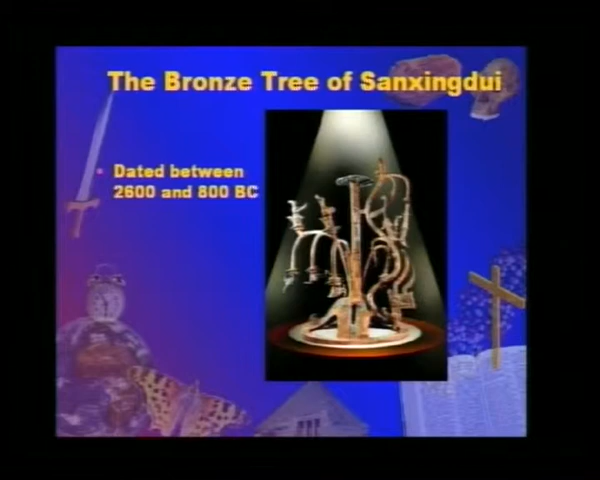 The Bronze Tree of Sanxingdui
• Dated between
2600 and 800 BC